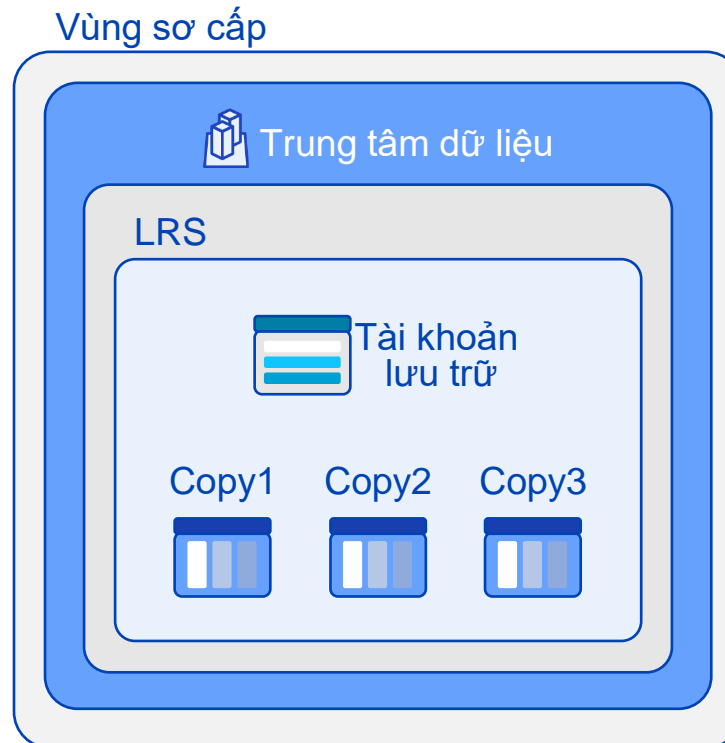 Vùng sơ cấp
Trung tâm dữ liệu
LRS
Tài khoản
lưu trữ
Copy1 Copy2 Copy3